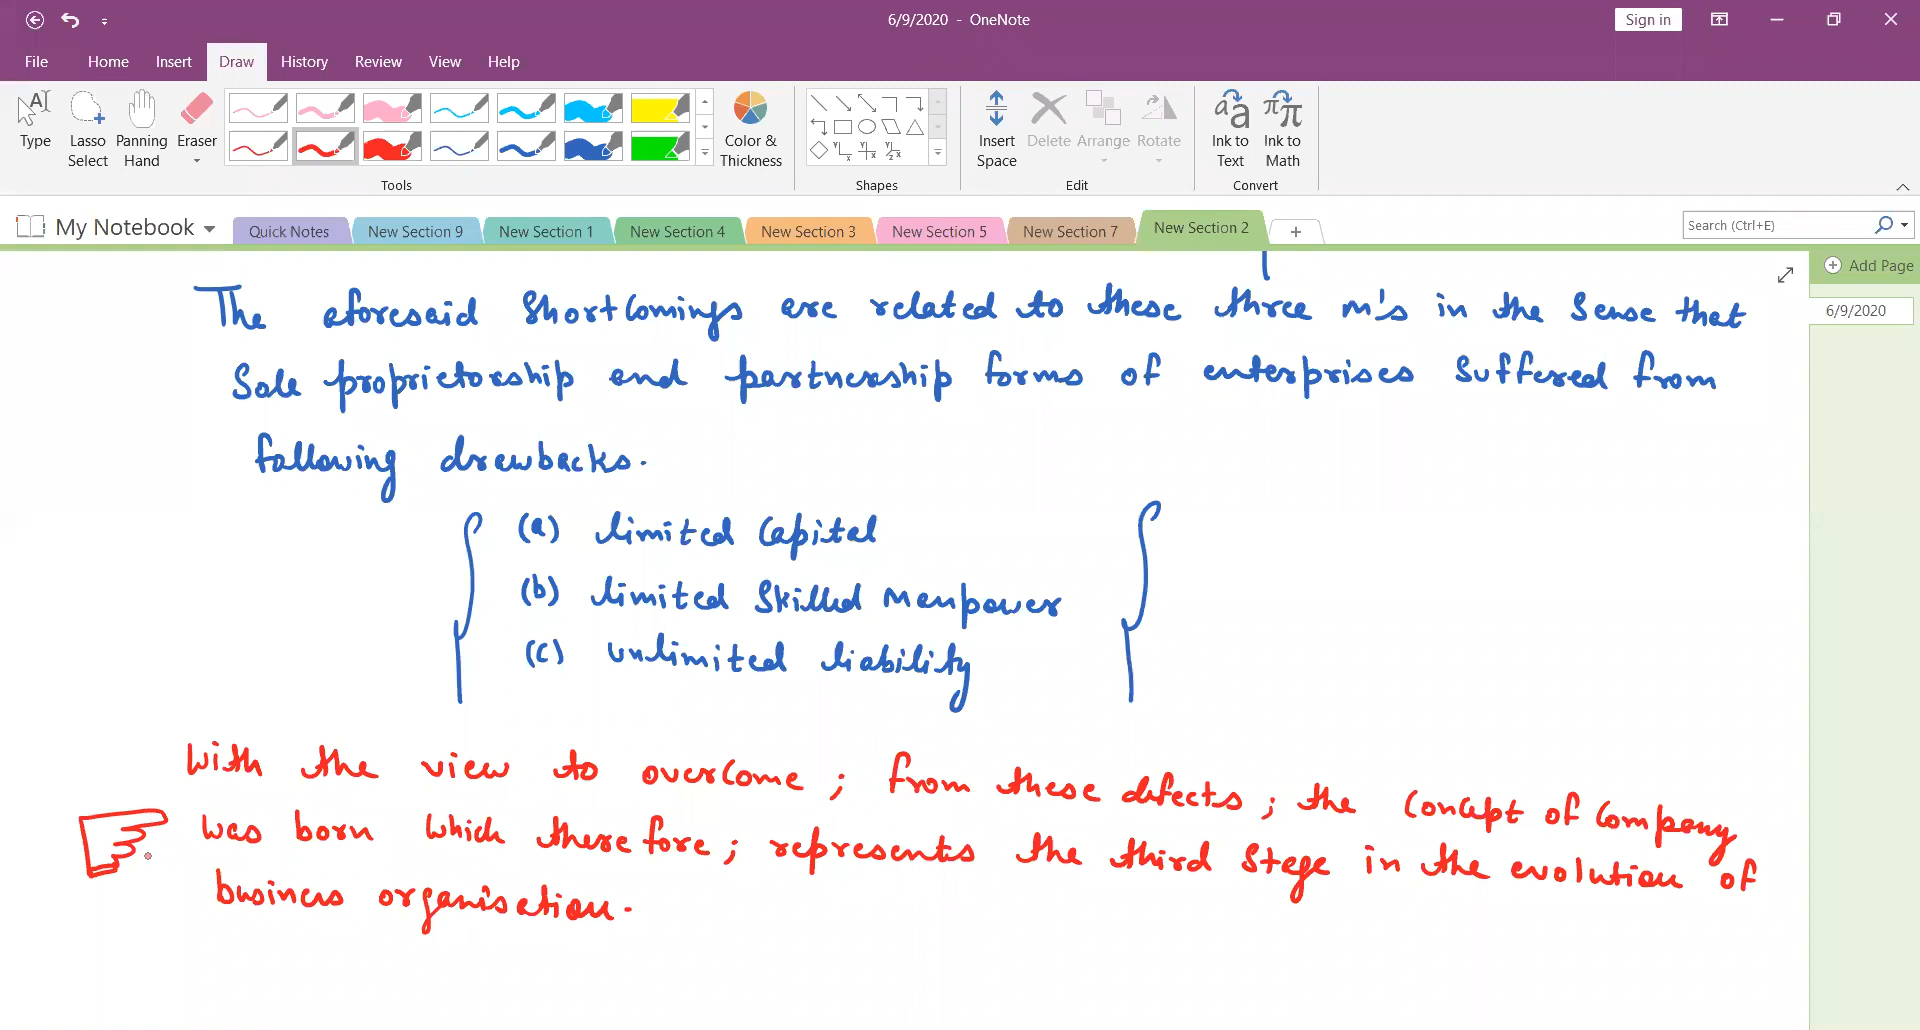 6/9/2020 - OneNote
Sign in
File Home Insert Draw History Review View Help
Type
Lasso Select
Panning Hand
Eraser
Color & Thickness
Insert Space
Delete
Arrange
Rotate
Ink to Text
Ink to Math
Tools Shapes Edit Convert
My Notebook Quick Notes New Section 9 New Section 1 New Section 4 New Section 3 New Section 5 New Section 7 New Section 2 + Search (Ctrl+E)
Add Page
6/9/2020
The aforesaid Shortcomings are related to these three M's in the Sense that
Sole proprietorship and partnership forms of enterprises Suffered from
following drawbacks.
(a) limited Capital
(b) limited Skilled Manpower
(c) unlimited liability
With the view to overcome ; from these defects ; the concept of Company
was born which therefore ; represents the third Stage in the evolution of
business organisation.